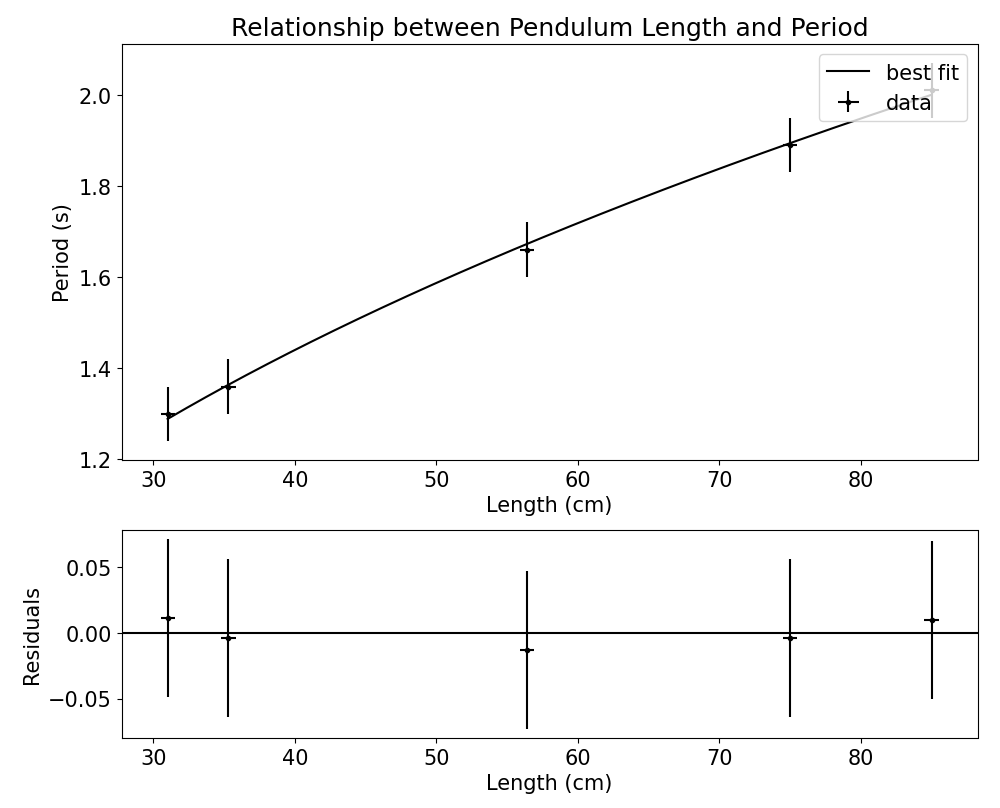 Relationship between Pendulum Length and Period
best fit
data
Period (s)
2.0
1.8
1.6
1.4
1.2
30 40 50 60 70 80
Length (cm)
Residuals
0.05
0.00
−0.05
30 40 50 60 70 80
Length (cm)